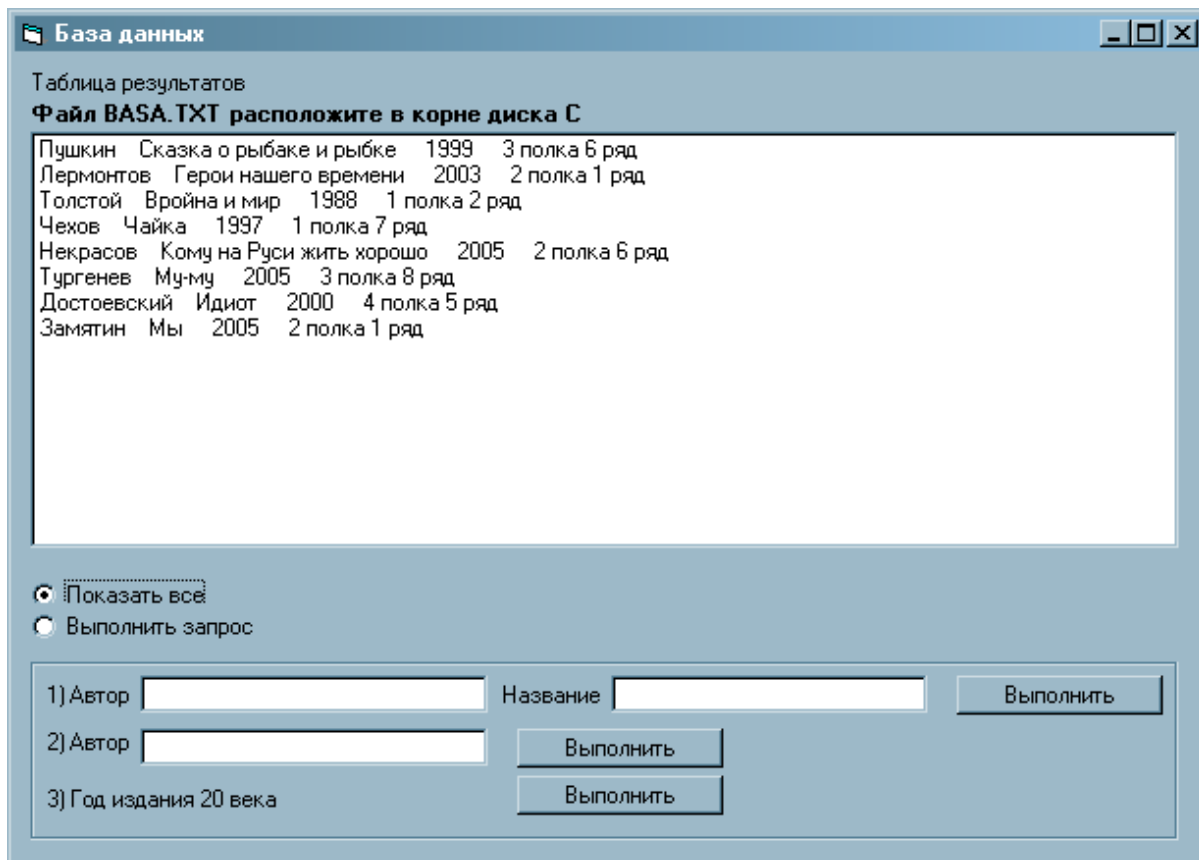 База данных
Таблица результатов
Файл BASA.TXT расположите в корне диска С
Пушкин Сказка о рыбаке и рыбке 1999 3 полка 6 ряд
Лермонтов Герои нашего времени 2003 2 полка 1 ряд
Толстой Вройна и мир 1988 1 полка 2 ряд
Чехов Чайка 1997 1 полка 7 ряд
Некрасов Кому на Руси жить хорошо 2005 2 полка 6 ряд
Тургенев Му-му 2005 3 полка 8 ряд
Достоевский Идиот 2000 4 полка 5 ряд
Замятин Мы 2005 2 полка 1 ряд
Показать все
Выполнить запрос
1) Автор Название Выполнить
2) Автор Выполнить
3) Год издания 20 века Выполнить